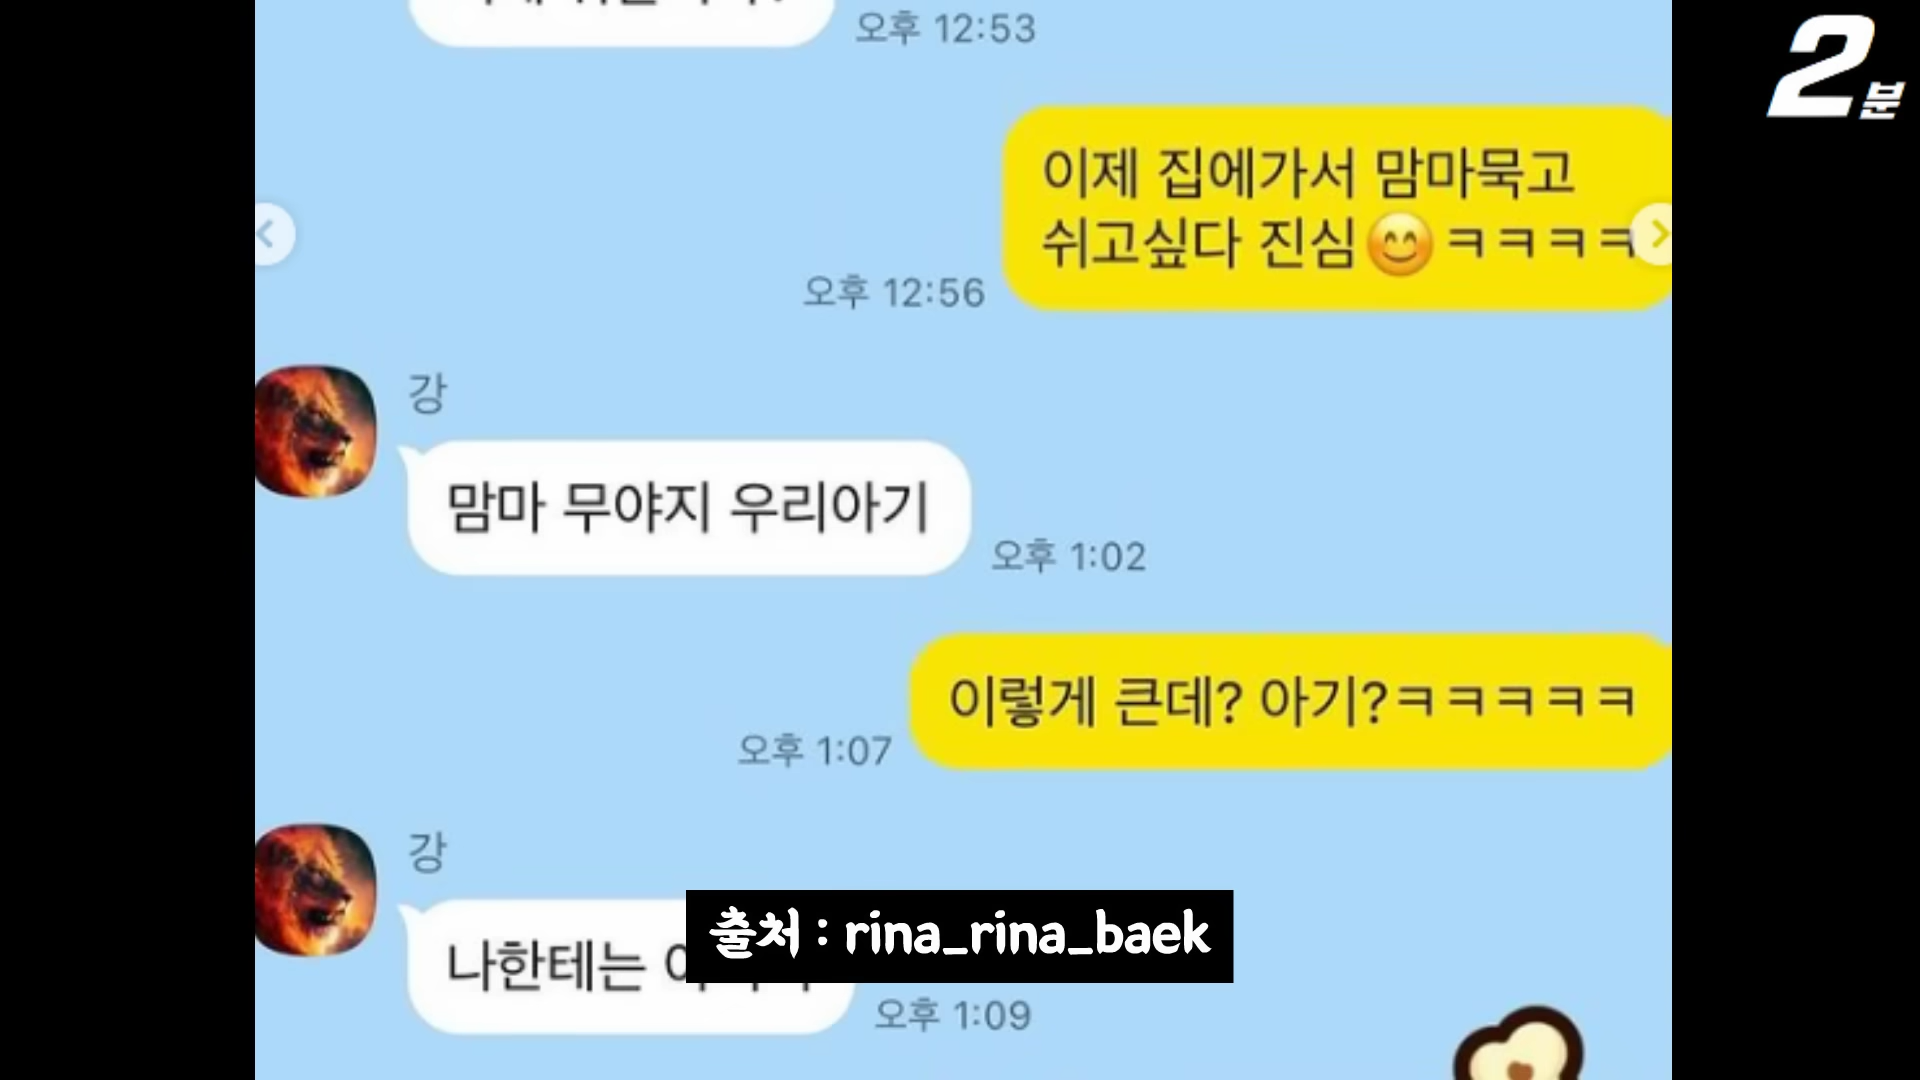 오후 12:53
2분
이제 집에가서 맘마묵고
쉬고싶다 진심😊ㅋㅋㅋㅋ
오후 12:56
강
맘마 무야지 우리아기
오후 1:02
이렇게 큰데? 아기?ㅋㅋㅋㅋㅋ
오후 1:07
강
나한테는
오후 1:09
출처 : rina_rina_baek